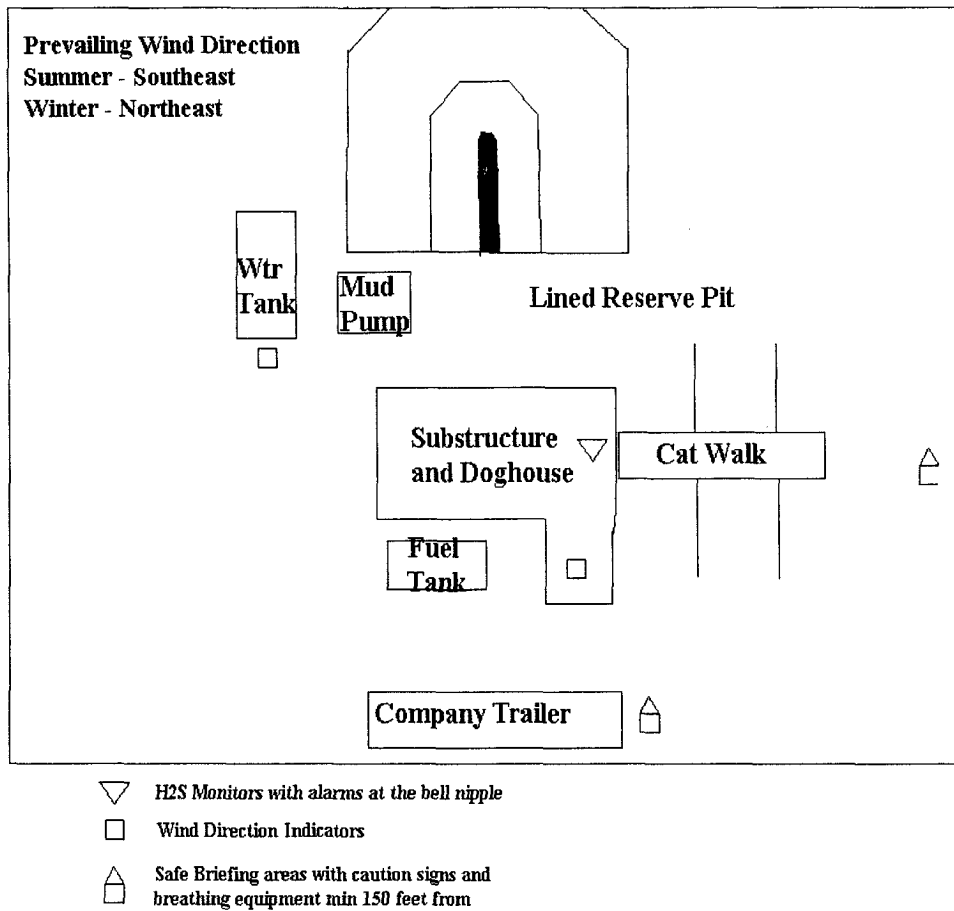 Prevailing Wind Direction
Summer - Southeast
Winter - Northeast
Wtr
Tank
Mud
Pump
Lined Reserve Pit
Substructure
and Doghouse
Cat Walk
Fuel
Tank
Company Trailer
H2S Monitors with alarms at the bell nipple
Wind Direction Indicators
Safe Briefing areas with caution signs and
breathing equipment min 150 feet from